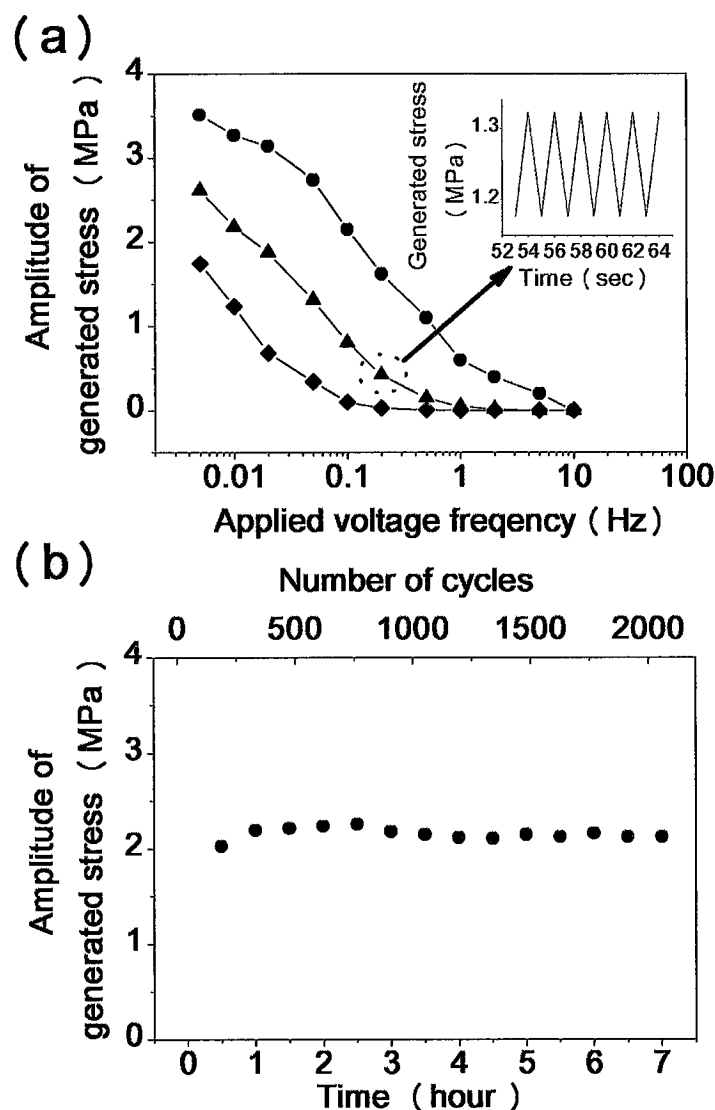 (a)
Amplitude of
generated stress (MPa)
4
3
2
1
0
0.01 0.1 1 10 100
Applied voltage freqency (Hz)
Generated stress
(MPa)
1.3
1.2
52 54 56 58 60 62 64
Time (sec)
(b)
Number of cycles
0 500 1000 1500 2000
Amplitude of
generated stress (MPa)
4
3
2
1
0
0 1 2 3 4 5 6 7
Time (hour)